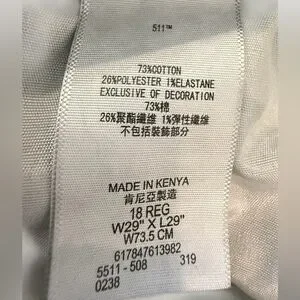 511™
73%COTTON
26%POLYESTER 1%ELASTANE
EXCLUSIVE OF DECORATION
73%棉
26%聚酯纖维 1%彈性纖维
不包括裝飾部分
MADE IN KENYA
肯尼亞製造
18 REG
W29" X L29"
W73.5 CM
617847613982
5511-508 319
0238